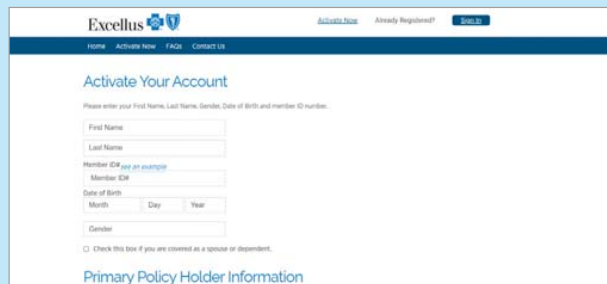 Excellus
Activate Now Already Registered? Sign In
Home Activate Now FAQs Contact Us
Activate Your Account
Please enter your First Name, Last Name, Gender, Date of Birth and member ID number.
First Name
Last Name
Member ID# see an example
Member ID#
Date of Birth
Month Day Year
Gender
Check this box if you are covered as a spouse or dependent.
Primary Policy Holder Information